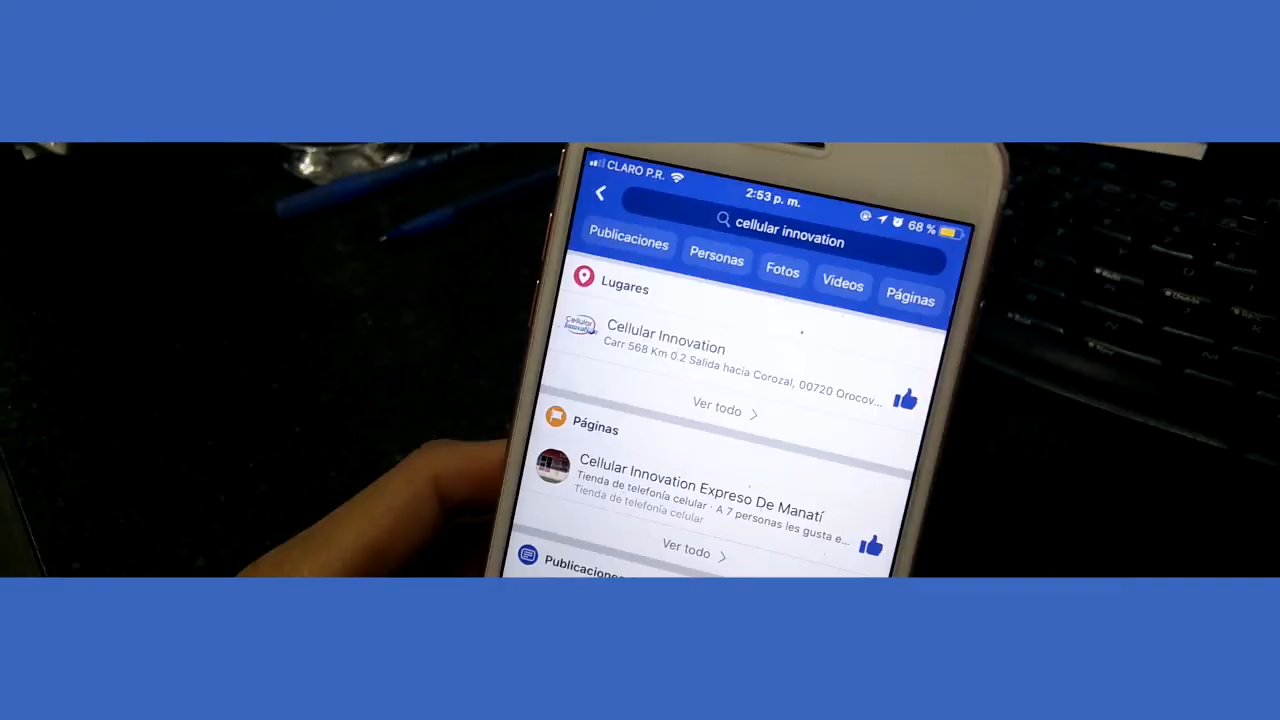 CLARO P.R.
2:53 p. m.
68 %
cellular innovation
Publicaciones
Personas
Fotos
Videos
Páginas
Lugares
Cellular Innovation
Cellular Innovation
Carr 568 Km 0.2 Salida hacia Corozal, 00720 Orocov...
Ver todo
Páginas
Cellular Innovation Expreso De Manatí
Tienda de telefonía celular · A 7 personas les gusta e...
Tienda de telefonía celular
Ver todo
Publicaciones